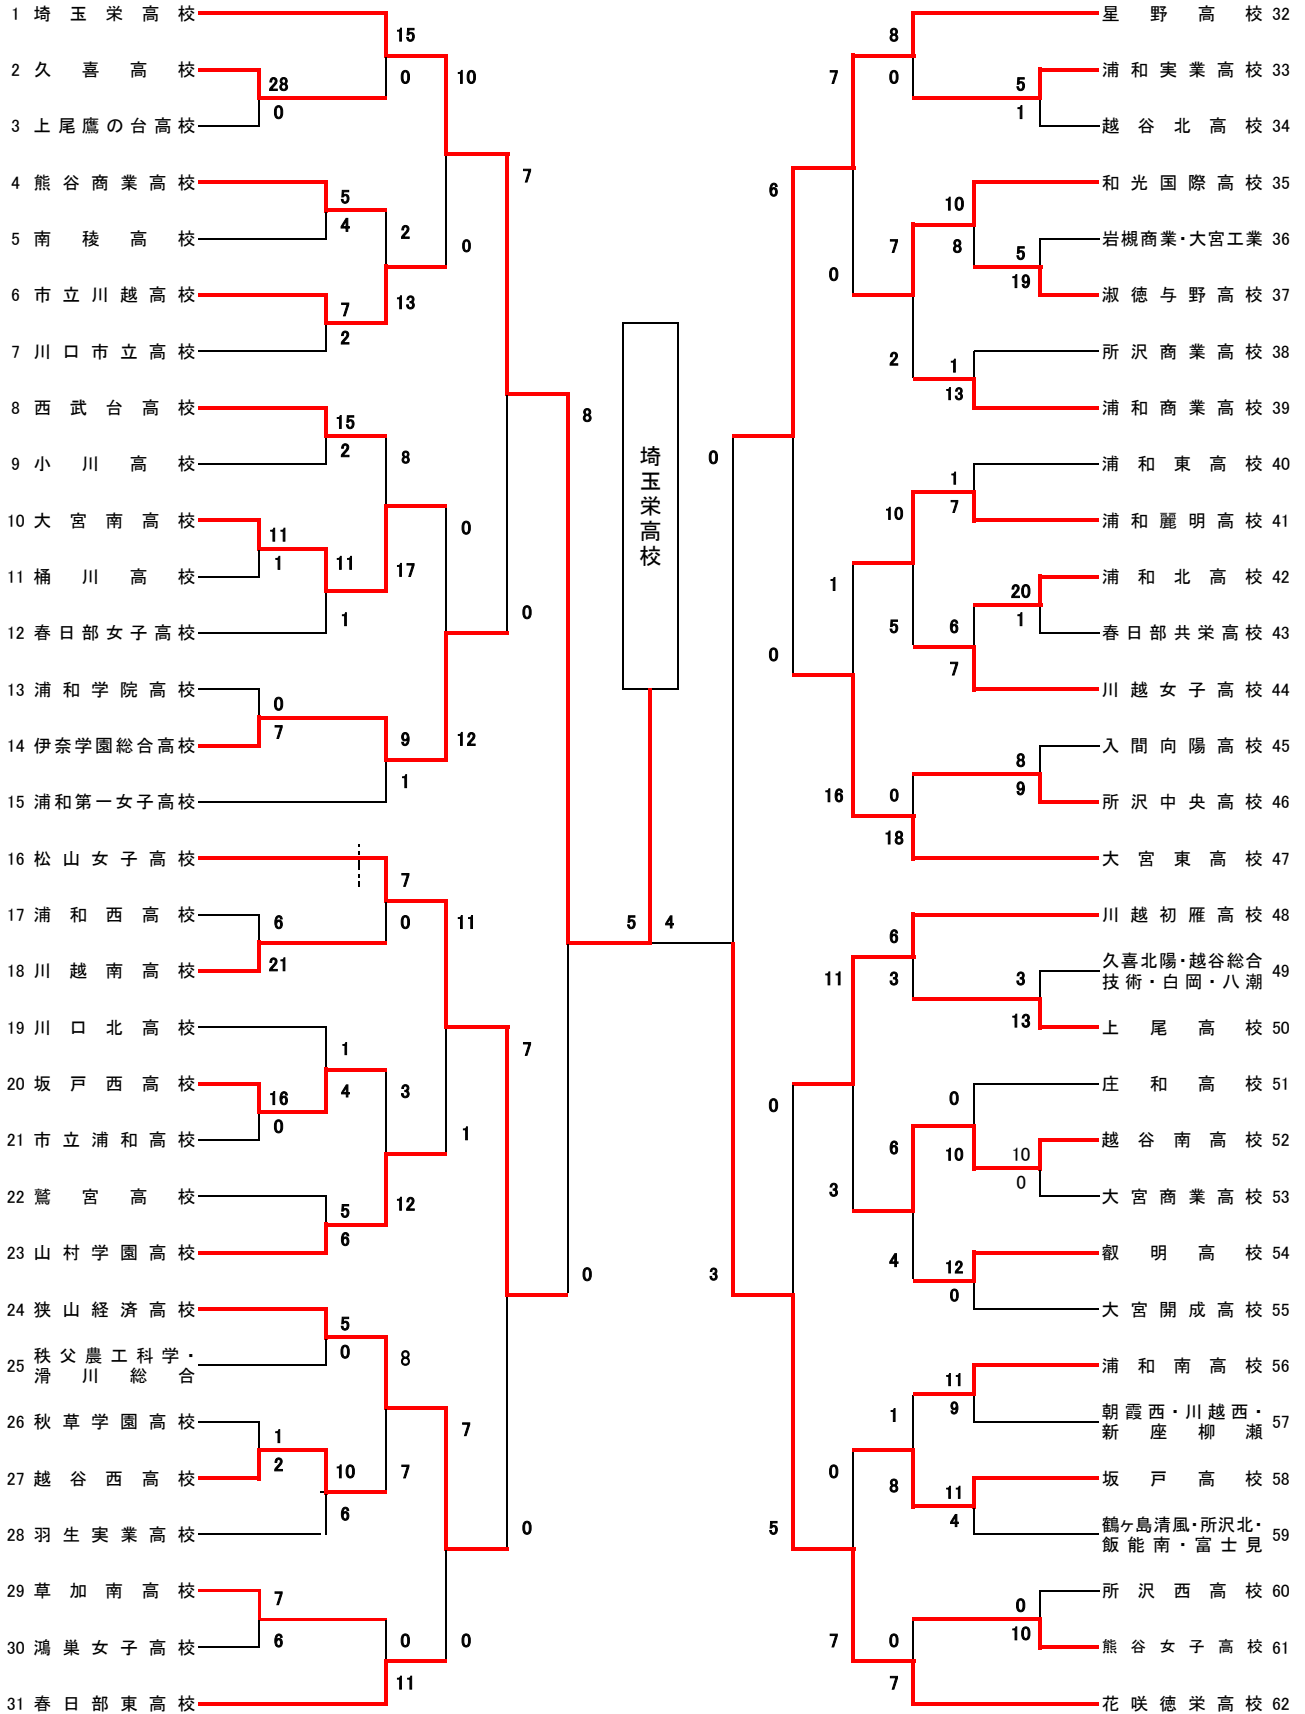 1 埼玉栄高校
2 久喜高校
3 上尾鷹の台高校
4 熊谷商業高校
5 南稜高校
6 市立川越高校
7 川口市立高校
8 西武台高校
9 小川高校
10 大宮南高校
11 桶川高校
12 春日部女子高校
13 浦和学院高校
14 伊奈学園総合高校
15 浦和第一女子高校
16 松山女子高校
17 浦和西高校
18 川越南高校
19 川口北高校
20 坂戸西高校
21 市立浦和高校
22 鷲宮高校
23 山村学園高校
24 狭山経済高校
25 秩父農工科学・
滑川総合
26 秋草学園高校
27 越谷西高校
28 羽生実業高校
29 草加南高校
30 鴻巣女子高校
31 春日部東高校
28
0
11
1
0
7
6
21
16
0
1
2
7
6
5
4
7
2
15
2
11
1
1
4
5
6
5
0
10
6
15
0
2
13
8
17
9
1
7
0
3
12
8
7
0
11
10
0
0
12
11
1
7
0
7
0
7
0
8
0
埼玉栄高校
5 4
0
3
6
0
0
5
7
0
1
16
11
3
0
7
8
0
7
2
10
5
0
18
6
3
6
4
1
8
0
7
10
8
1
13
1
7
6
7
0
10
12
0
11
9
11
4
5
1
5
19
20
1
8
9
3
13
10
0
0
10
星野高校 32
浦和実業高校 33
越谷北高校 34
和光国際高校 35
岩槻商業・大宮工業 36
淑徳与野高校 37
所沢商業高校 38
浦和商業高校 39
浦和東高校 40
浦和麗明高校 41
浦和北高校 42
春日部共栄高校 43
川越女子高校 44
入間向陽高校 45
所沢中央高校 46
大宮東高校 47
川越初雁高校 48
久喜北陽・越谷総合
技術・白岡・八潮 49
上尾高校 50
庄和高校 51
越谷南高校 52
大宮商業高校 53
叡明高校 54
大宮開成高校 55
浦和南高校 56
朝霞西・川越西・
新座柳瀬 57
坂戸高校 58
鶴ヶ島清風・所沢北・
飯能南・富士見 59
所沢西高校 60
熊谷女子高校 61
花咲徳栄高校 62